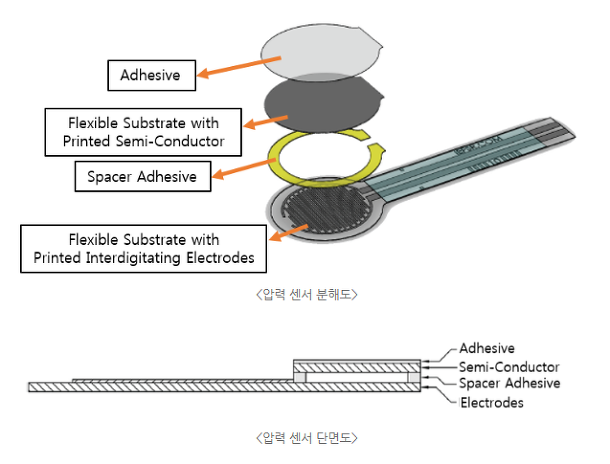 Adhesive
Flexible Substrate with
Printed Semi-Conductor
Spacer Adhesive
Flexible Substrate with
Printed Interdigitating Electrodes
<압력 센서 분해도>
Adhesive
Semi-Conductor
Spacer Adhesive
Electrodes
<압력 센서 단면도>